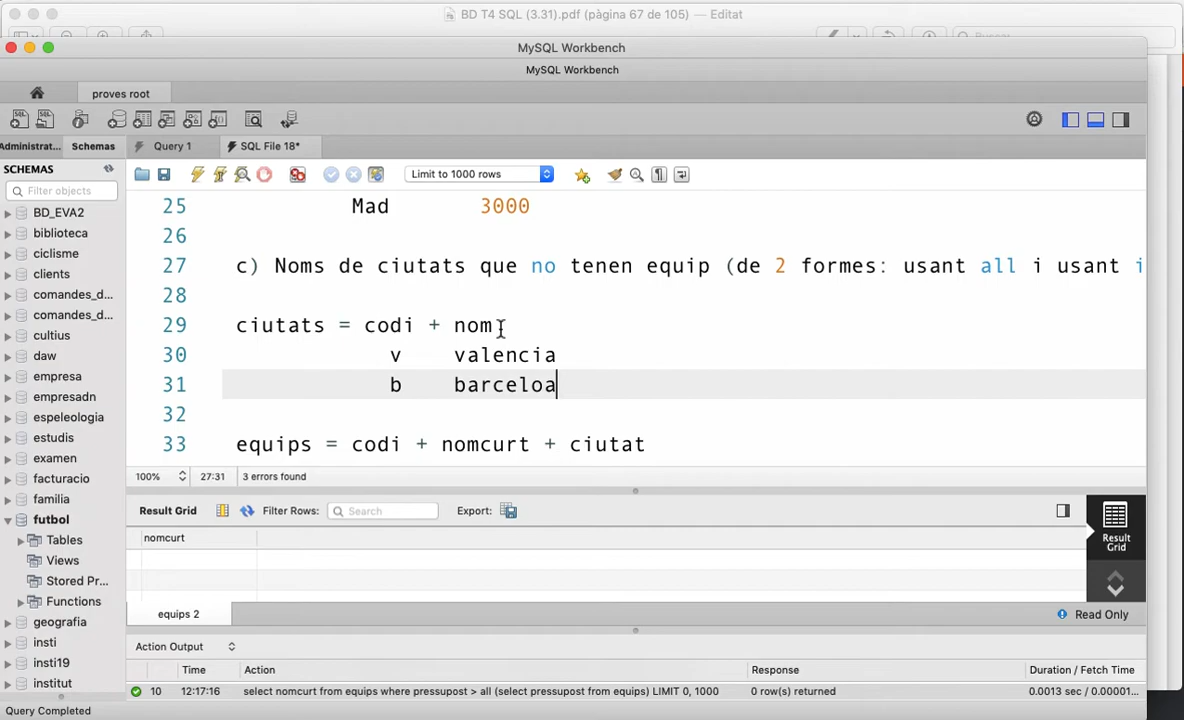 BD T4 SQL (3.31).pdf (pàgina 67 de 105) — Editat
MySQL Workbench
MySQL Workbench
proves root
Administrat... Schemas Query 1 SQL File 18*
SCHEMAS
Filter objects
Limit to 1000 rows
BD_EVA2
biblioteca
ciclisme
clients
comandes_d...
comandes_d...
cultius
daw
empresa
empresadn
espeleologia
estudis
examen
facturacio
familia
futbol
Tables
Views
Stored Pr...
Functions
geografia
insti
insti19
institut
25 Mad 3000
26
27 c) Noms de ciutats que no tenen equip (de 2 formes: usant all i usant i
28
29 ciutats = codi + nom
30 v valencia
31 b barceloa
32
33 equips = codi + nomcurt + ciutat
100% 27:31 3 errors found
Result Grid Filter Rows: Search Export:
nomcurt
Result Grid
equips 2 Read Only
Action Output
Time Action Response Duration / Fetch Time
10 12:17:16 select nomcurt from equips where pressupost > all (select pressupost from equips) LIMIT 0, 1000 0 row(s) returned 0.0013 sec / 0.00001...
Query Completed